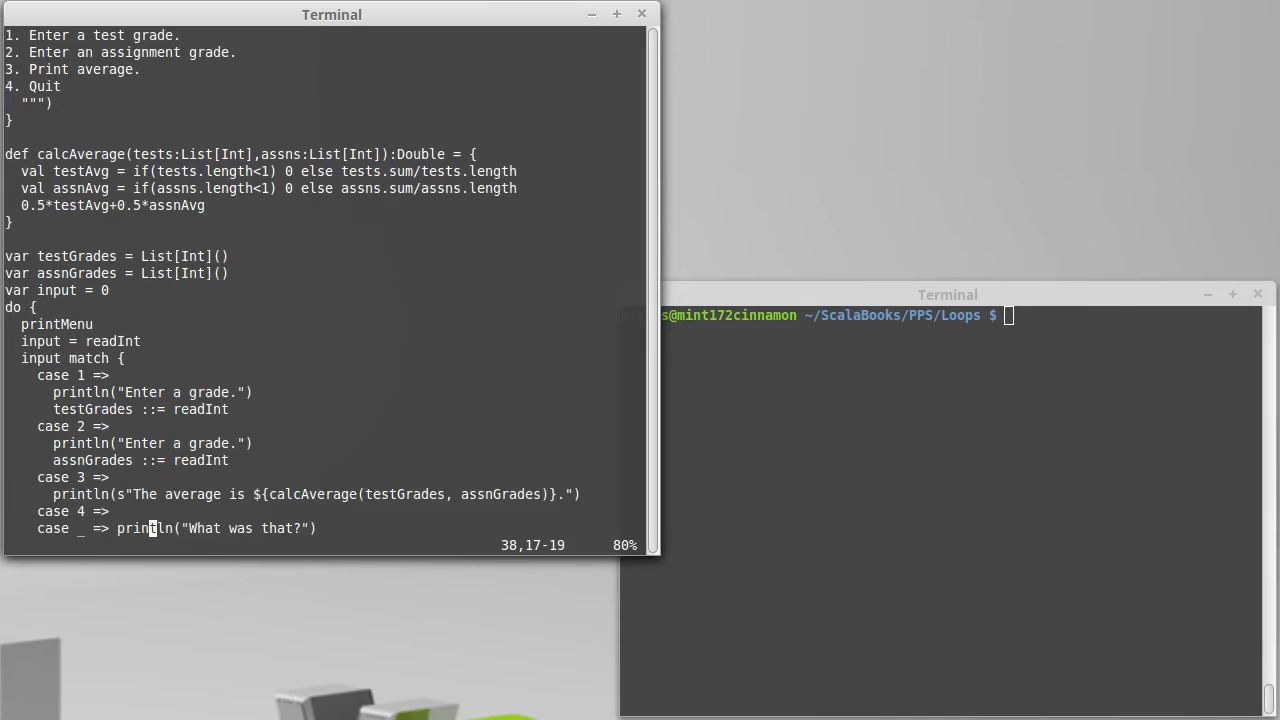 Terminal
1. Enter a test grade.
2. Enter an assignment grade.
3. Print average.
4. Quit
  """)
}

def calcAverage(tests:List[Int],assns:List[Int]):Double = {
  val testAvg = if(tests.length<1) 0 else tests.sum/tests.length
  val assnAvg = if(assns.length<1) 0 else assns.sum/assns.length
  0.5*testAvg+0.5*assnAvg
}

var testGrades = List[Int]()
var assnGrades = List[Int]()
var input = 0
do {
  printMenu
  input = readInt
  input match {
    case 1 =>
      println("Enter a grade.")
      testGrades ::= readInt
    case 2 =>
      println("Enter a grade.")
      assnGrades ::= readInt
    case 3 =>
      println(s"The average is ${calcAverage(testGrades, assnGrades)}.")
    case 4 =>
    case _ => println("What was that?")
38,17-19 80%
Terminal
s@mint172cinnamon ~/ScalaBooks/PPS/Loops $